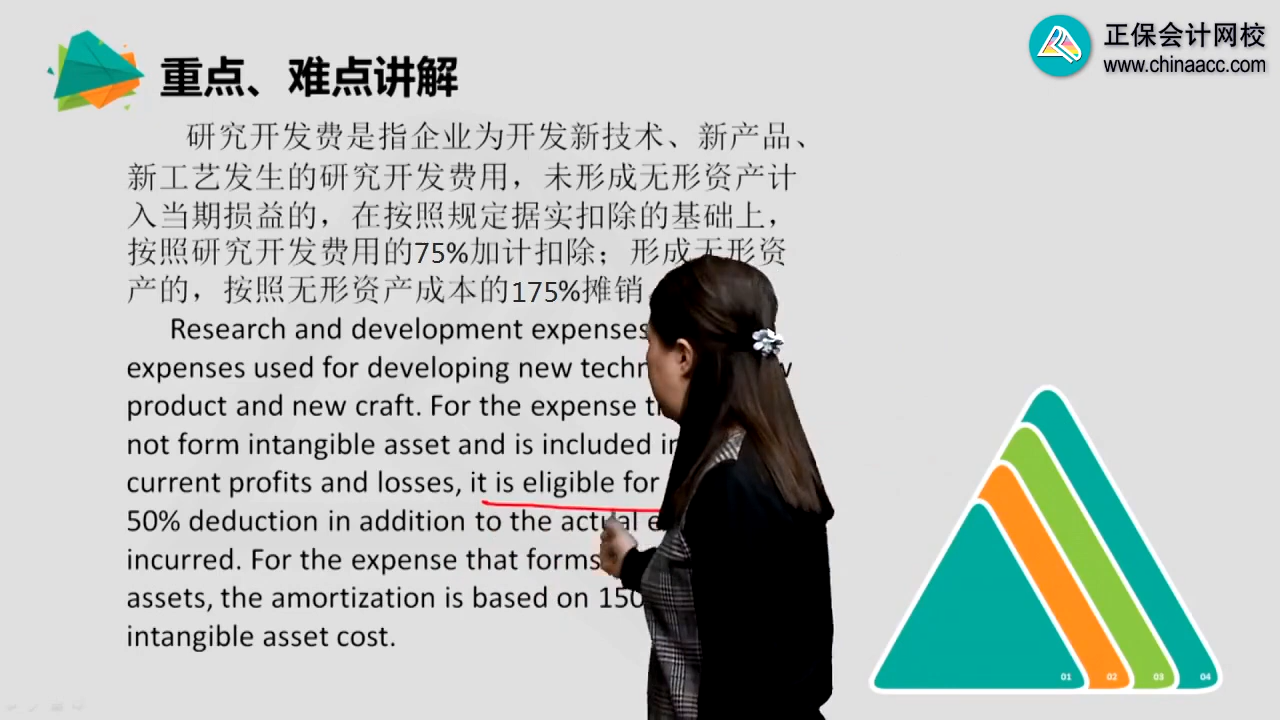 正保会计网校
www.chinaacc.com
重点、难点讲解
研究开发费是指企业为开发新技术、新产品、
新工艺发生的研究开发费用，未形成无形资产计
入当期损益的，在按照规定据实扣除的基础上，
按照研究开发费用的75%加计扣除；形成无形资
产的，按照无形资产成本的175%摊销
Research and development expenses
expenses used for developing new
product and new craft. For the expense
not form intangible asset and is included
current profits and losses, it is eligible for
50% deduction in addition to the actual
incurred. For the expense that forms
assets, the amortization is based on
intangible asset cost.
01 02 03 04